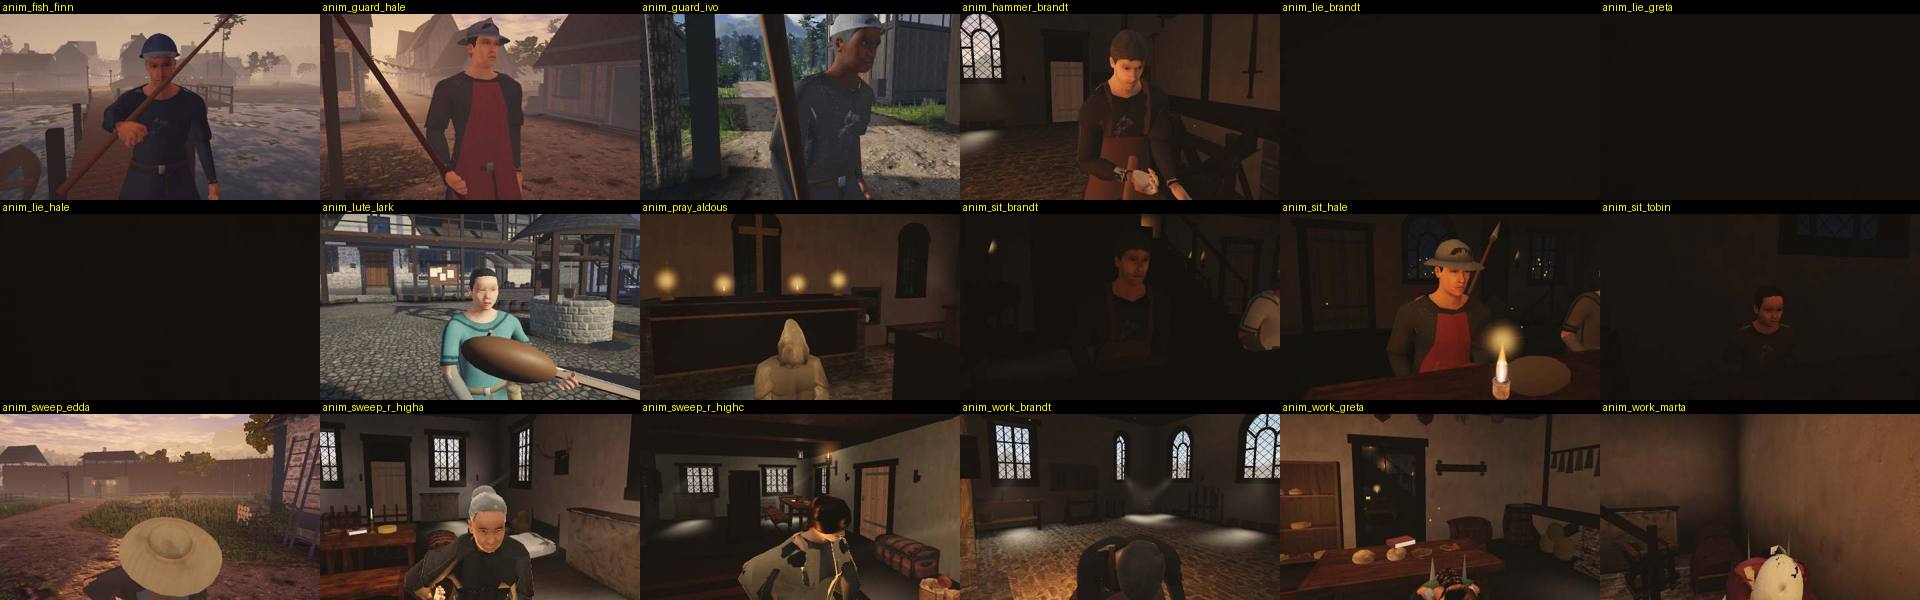 anim_fish_finn
anim_guard_hale
anim_guard_ivo
anim_hammer_brandt
anim_lie_brandt
anim_lie_greta
anim_lie_hale
anim_lute_lark
anim_pray_aldous
anim_sit_brandt
anim_sit_hale
anim_sit_tobin
anim_sweep_edda
anim_sweep_r_higha
anim_sweep_r_highc
anim_work_brandt
anim_work_greta
anim_work_marta